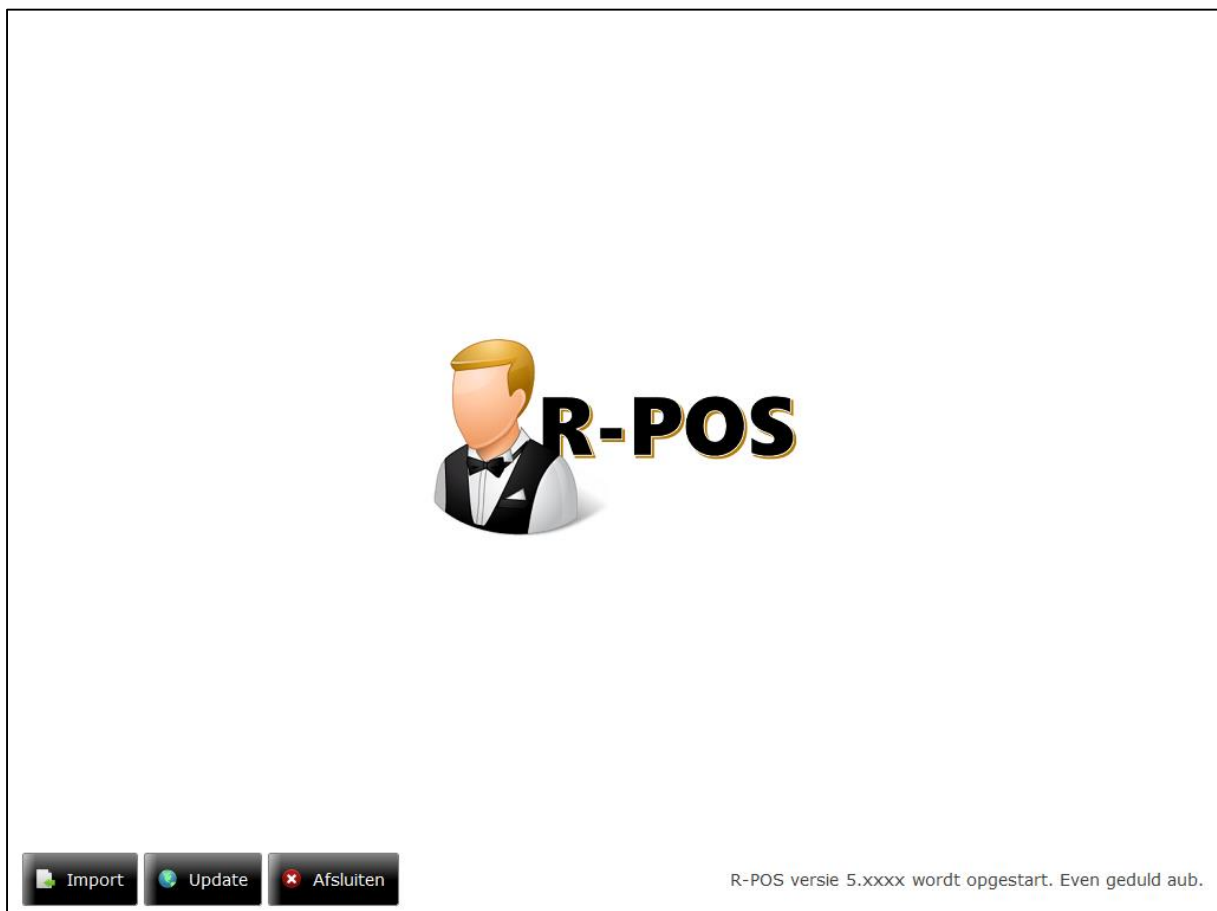 R-POS
Import
Update
Afsluiten
R-POS versie 5.xxxx wordt opgestart. Even geduld aub.